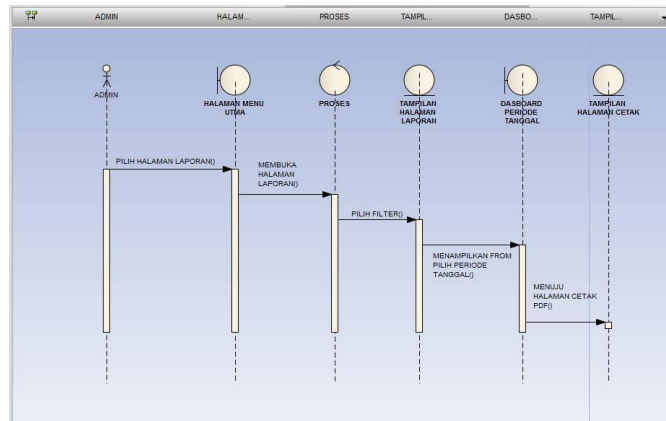 ADMIN
HALAM...
PROSES
TAMPIL...
DASBO...
TAMPIL...
ADMIN
HALAMAN MENU
UTMA
PROSES
TAMPILAN
HALAMAN
LAPORAN
DASBOARD
PERIODE
TANGGAL
TAMPILAN
HALAMAN CETAK
PILIH HALAMAN LAPORAN()
MEMBUKA
HALAMAN
LAPORAN()
PILIH FILTER()
MENAMPILKAN FROM
PILIH PERIODE
TANGGAL()
MENUJU
HALAMAN CETAK
PDF()